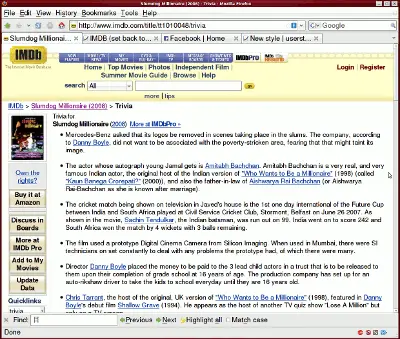 Slumdog Millionaire (2008) - Trivia - Mozilla Firefox
File Edit View History Bookmarks Tools Help
http://www.imdb.com/title/tt1010048/trivia
Google
Slumdog Millionai...
IMDB (set back to...
Facebook | Home
New style | userst...
IMDb
IMDbPro
Home | Top Movies | Photos | Independent Film |
Login | Register
Summer Movie Guide | Browse | Help
search All
go
more | tips
IMDb > Slumdog Millionaire (2008) > Trivia
Trivia for
Slumdog Millionaire (2008) More at IMDbPro »
Mercedes-Benz asked that its logos be removed in scenes taking place in the slums. The company, according
to Danny Boyle, did not want to be associated with the poverty-stricken area, fearing that that might taint its
image.
The actor whose autograph young Jamal gets is Amitabh Bachchan. Amitabh Bachchan is a very real, and very
famous Indian actor, the original host of the Indian version of "Who Wants to Be a Millionaire" (1998) (called
"Kaun Banega Crorepati?" (2000)), and also the father-in-law of Aishwarya Rai Bachchan (or Aishwarya
Rai-Bachchan as she is known after marriage).
The cricket match being shown on television in Javed's house is the 1st one day international of the Future Cup
between India and South Africa played at Civil Service Cricket Club, Stormont, Belfast on June 26 2007. As
shown in the movie, Sachin Tendulkar, the Indian batsman, was run out on 99. India went on to score 242 and
South Africa won the match by 4 wickets with 3 balls remaining.
The film used a prototype Digital Cinema Camera from Silicon Imaging. When used in Mumbai, there were SI
technicians on set constantly to deal with any problems the prototype had, of which there were many.
Director Danny Boyle placed the money to be paid to the 3 lead child actors in a trust that is to be released to
them upon their completion of grade school at 16 years of age. The production company has set up for an
auto-rikshaw driver to take the kids to school everyday until they are 16 years old.
Chris Tarrant, the host of the original, UK version of "Who Wants to Be a Millionaire" (1998), featured in Danny
Boyle's debut film Shallow Grave (1994). He appears as the host of another TV quiz show "Lose A Million" but
Own the
rights?
Buy it at
Amazon
Discuss in
Boards
More at
IMDb Pro
Add to My
Movies
Update
Data
Quicklinks
trivia
Find:
Previous Next Highlight all Match case
Done